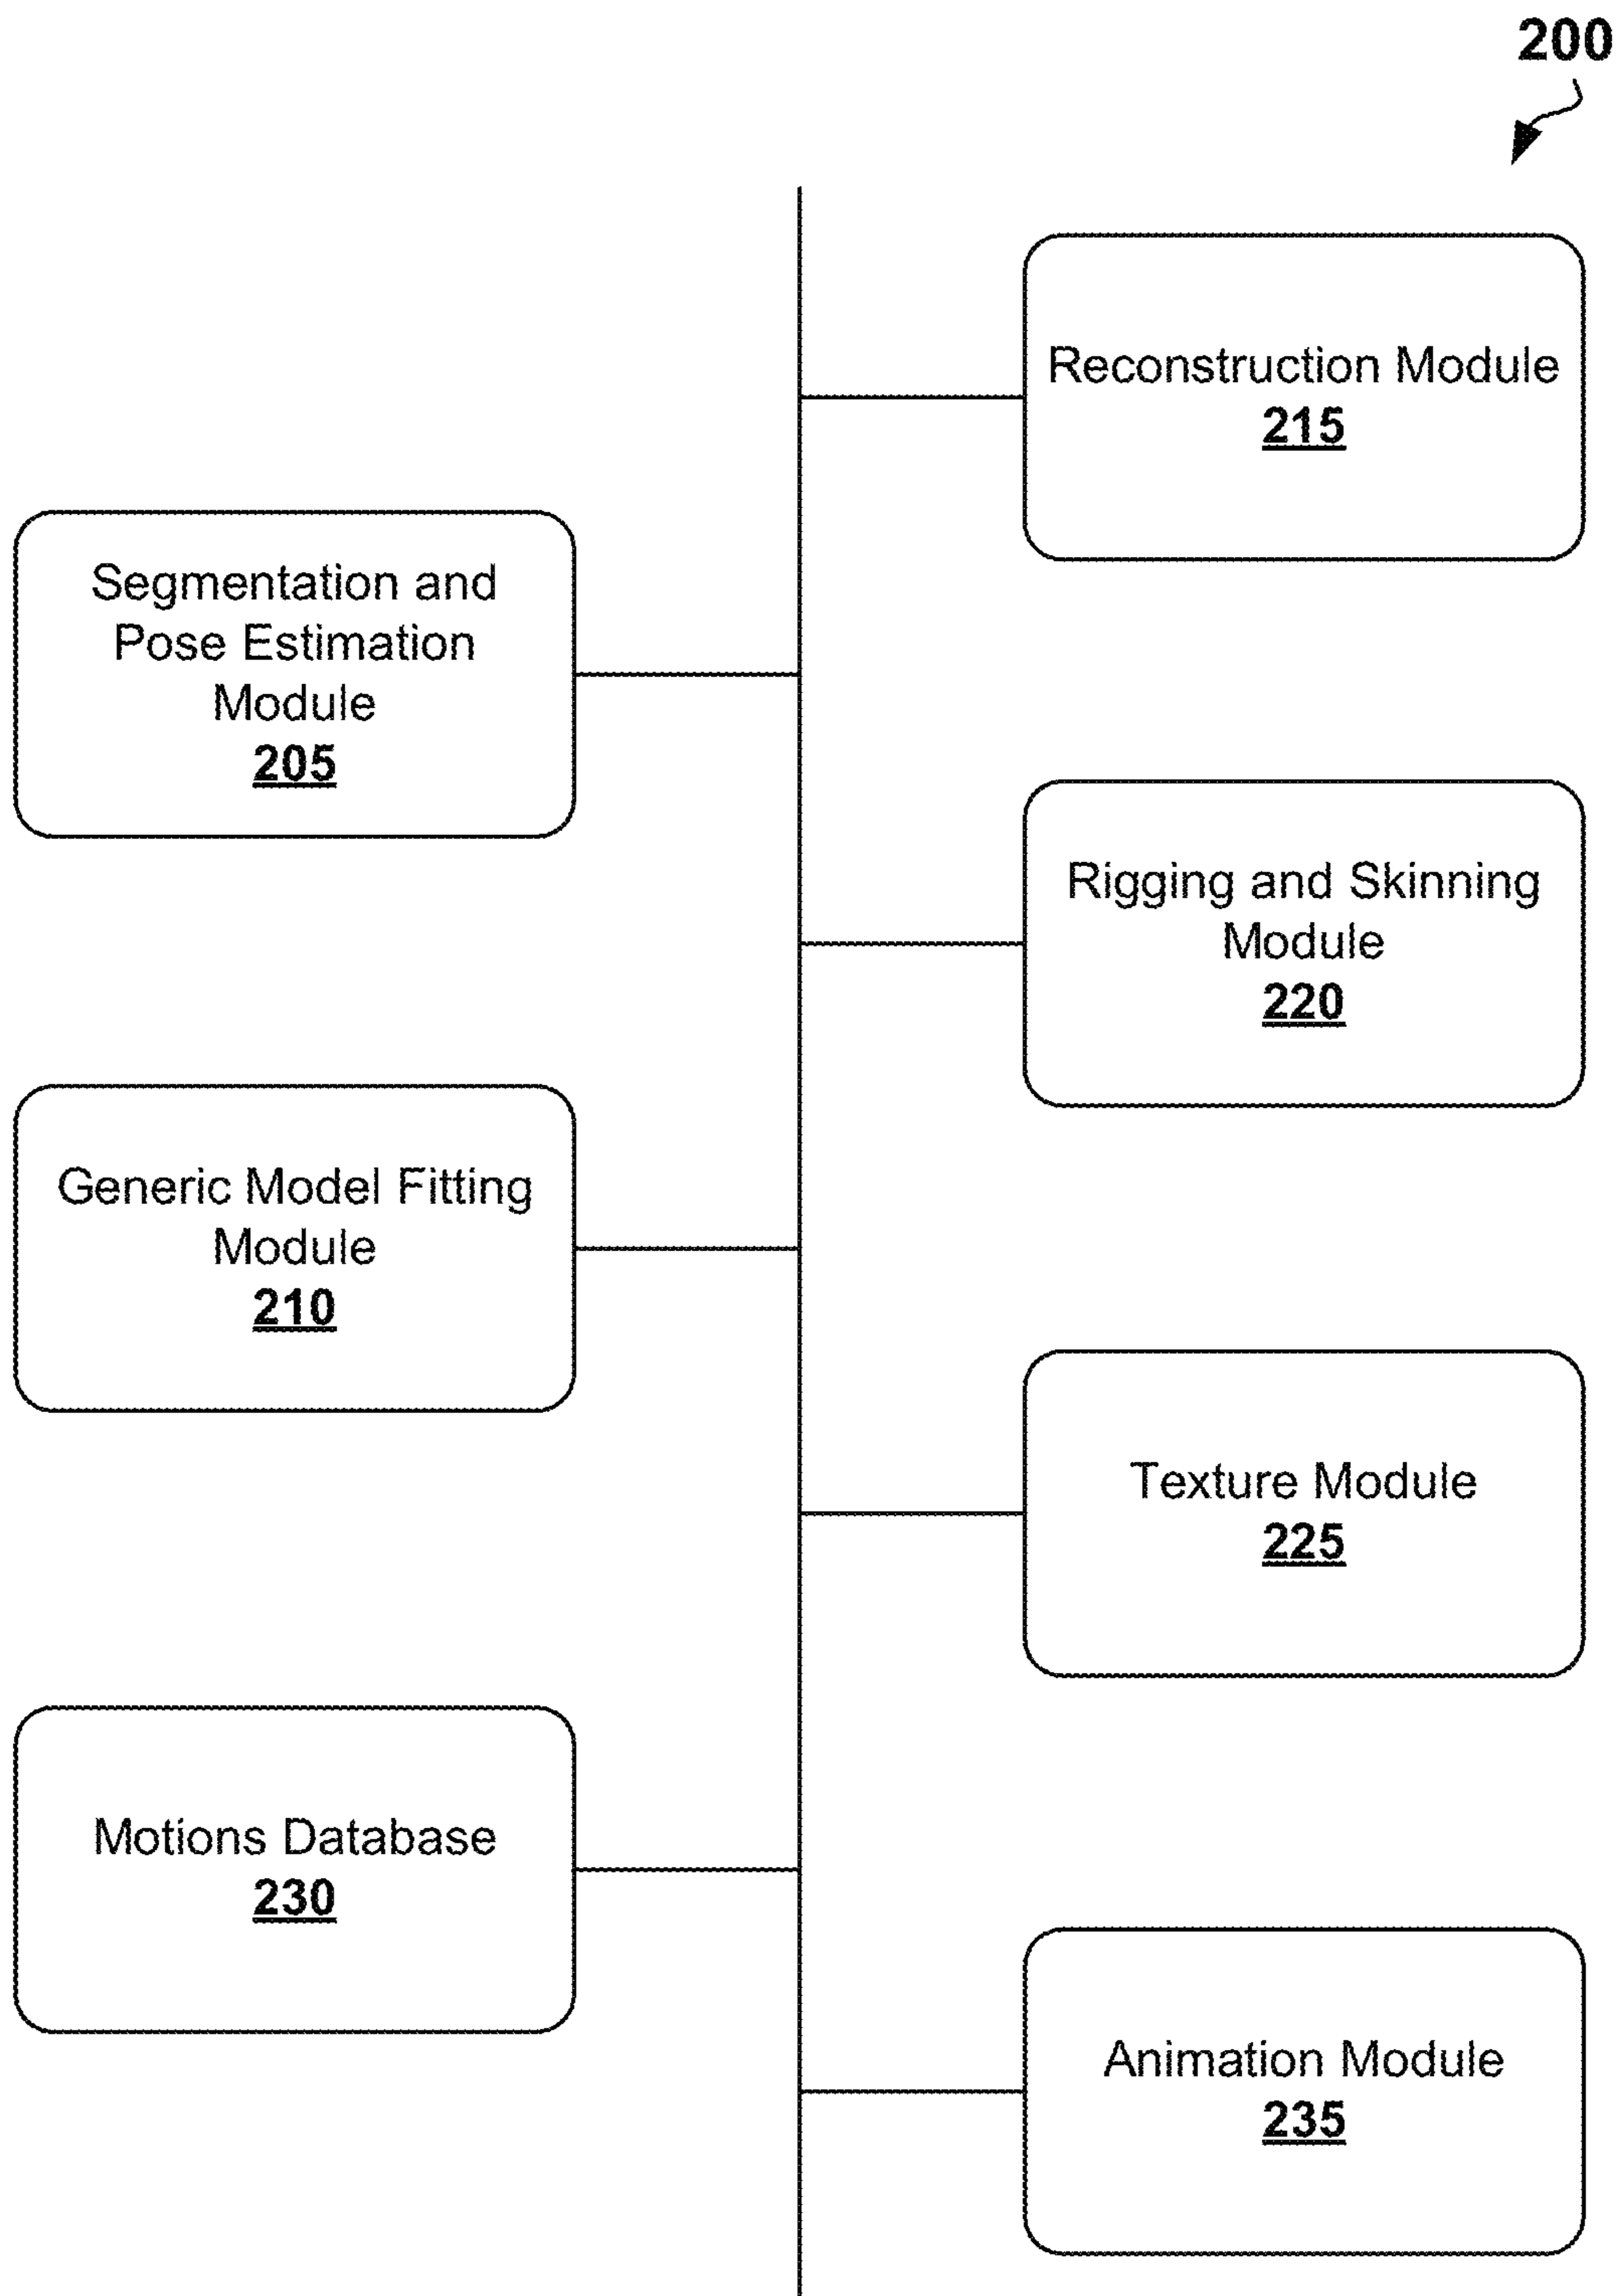 200
Reconstruction Module
215
Segmentation and
Pose Estimation
Module
205
Rigging and Skinning
Module
220
Generic Model Fitting
Module
210
Texture Module
225
Motions Database
230
Animation Module
235